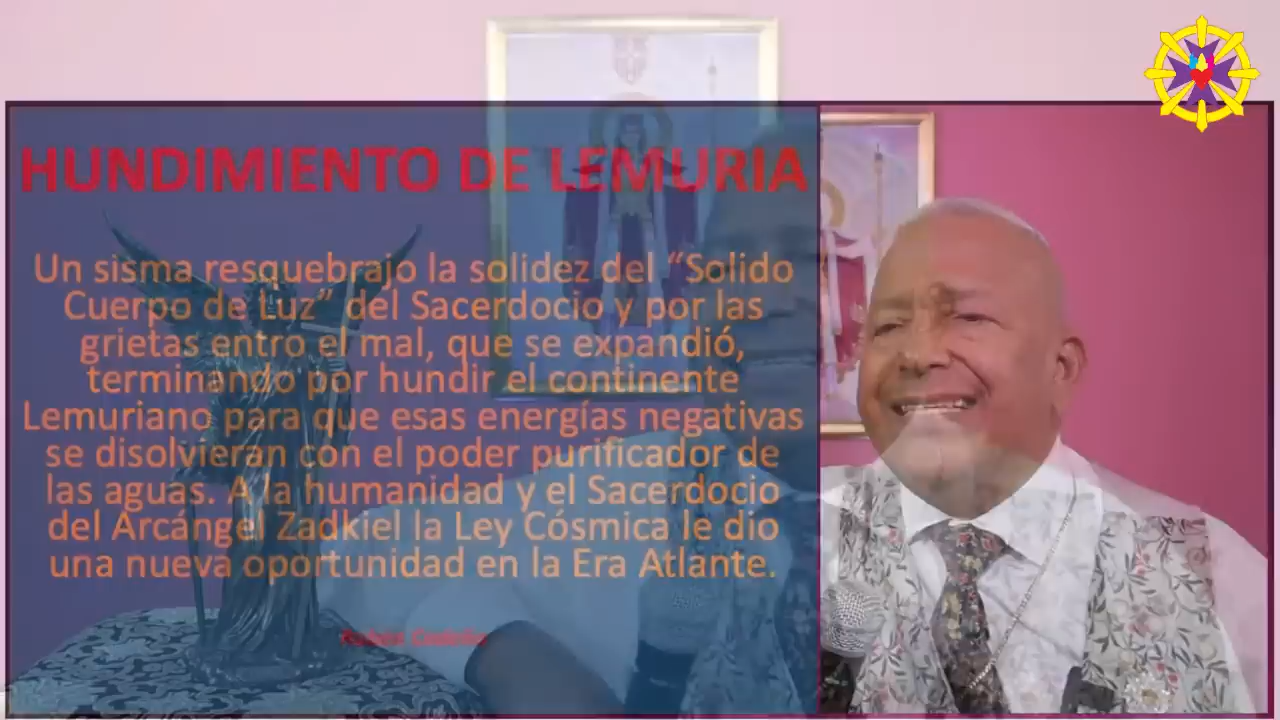 HUNDIMIENTO DE LEMURIA
Un sisma resquebrajo la solidez del “Solido
Cuerpo de Luz” del Sacerdocio y por las
grietas entro el mal, que se expandió,
terminando por hundir el continente
Lemuriano para que esas energías negativas
se disolvieran con el poder purificador de
las aguas. A la humanidad y el Sacerdocio
del Arcángel Zadkiel la Ley Cósmica le dio
una nueva oportunidad en la Era Atlante.